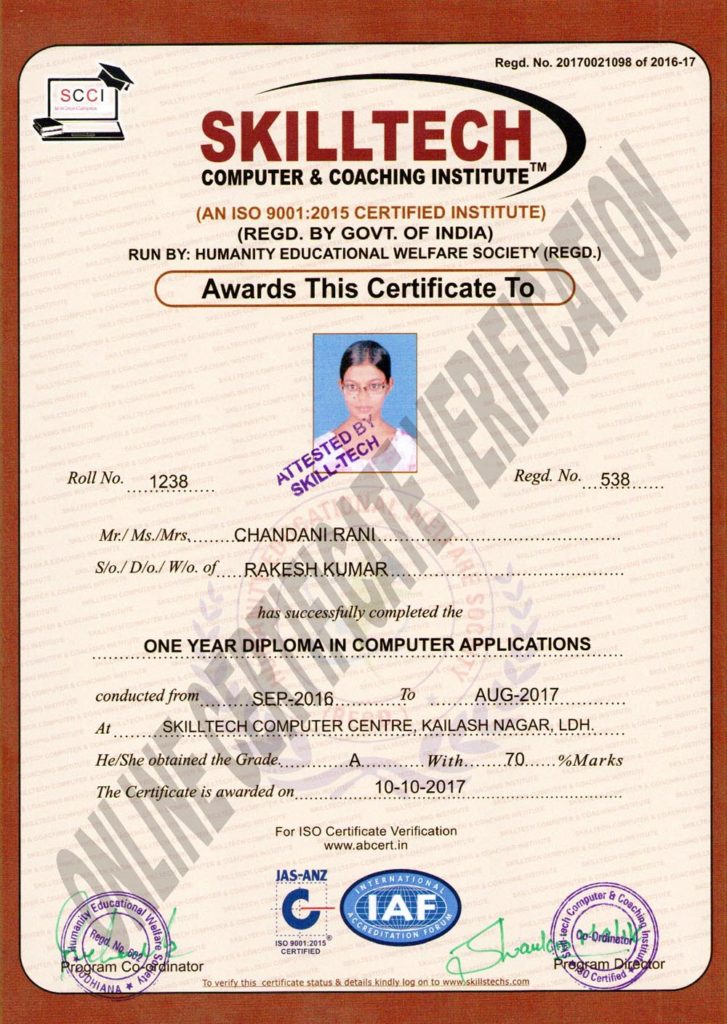 Regd. No. 20170021098 of 2016-17
SCCI
SKILLTECH
COMPUTER & COACHING INSTITUTE™
(AN ISO 9001:2015 CERTIFIED INSTITUTE)
(REGD. BY GOVT. OF INDIA)
RUN BY: HUMANITY EDUCATIONAL WELFARE SOCIETY (REGD.)
Awards This Certificate To
ATTESTED BY
SKILL-TECH
Roll No. 1238 Regd. No. 538
Mr./ Ms./Mrs. CHANDANI RANI
S/o./ D/o./ W/o. of RAKESH KUMAR
has successfully completed the
ONE YEAR DIPLOMA IN COMPUTER APPLICATIONS
conducted from SEP-2016 To AUG-2017
At SKILLTECH COMPUTER CENTRE, KAILASH NAGAR, LDH.
He/She obtained the Grade A With 70 %Marks
The Certificate is awarded on 10-10-2017
ONLINE CERTIFICATE VERIFICATION
For ISO Certificate Verification
www.abcert.in
JAS-ANZ
C
ISO 9001:2015
CERTIFIED
INTERNATIONAL
IAF
ACCREDITATION FORUM
Humanity Educational Welfare Society
Regd. No.
LUDHIANA
Program Co-ordinator
Computer & Coaching Institute
Co-Ordinator
ISO Certified
Program Director
To verify this certificate status & details kindly log on to www.skillstechs.com